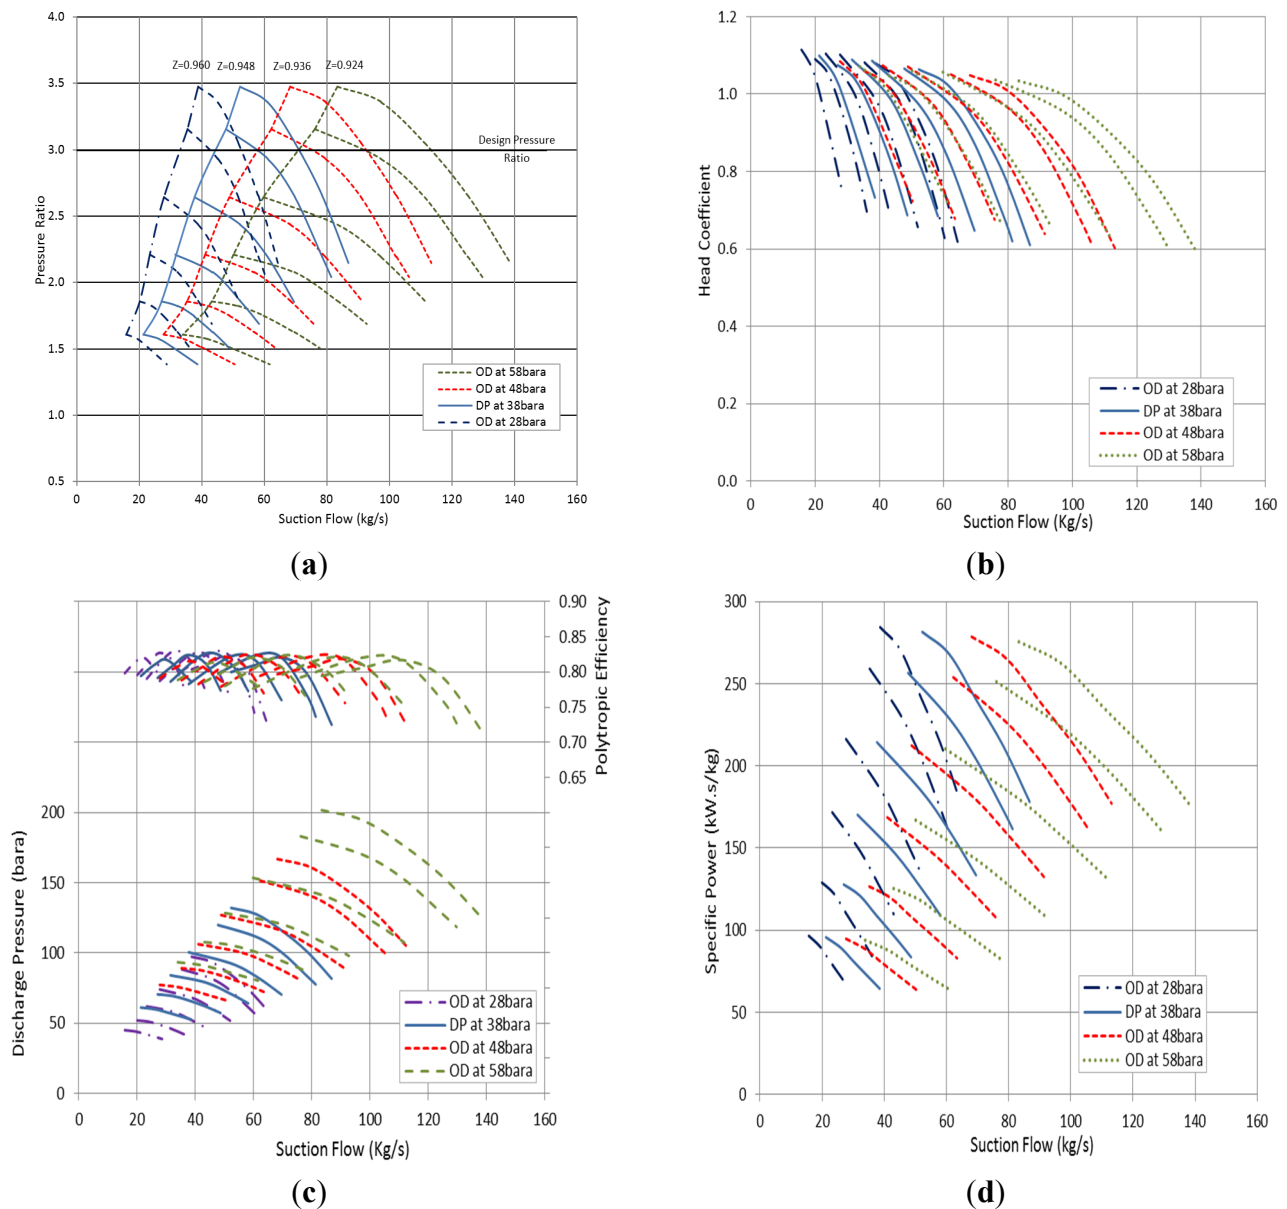 4.0
3.5
3.0
2.5
2.0
1.5
1.0
0.5
Pressure Ratio
Z=0.960
Z=0.948
Z=0.936
Z=0.924
Design Pressure
Ratio
OD at 58bara
OD at 48bara
DP at 38bara
OD at 28bara
0 20 40 60 80 100 120 140 160
Suction Flow (kg/s)
(a)
1.2
1.0
0.8
0.6
0.4
0.2
0.0
Head Coefficient
OD at 28bara
DP at 38bara
OD at 48bara
OD at 58bara
0 20 40 60 80 100 120 140 160
Suction Flow (Kg/s)
(b)
0.90
0.85
0.80
0.75
0.70
0.65
Polytropic Efficiency
200
150
100
50
0
Discharge Pressure (bara)
OD at 28bara
DP at 38bara
OD at 48bara
OD at 58bara
0 20 40 60 80 100 120 140 160
Suction Flow (Kg/s)
(c)
300
250
200
150
100
50
0
Specific Power (kW.s/kg)
OD at 28bara
DP at 38bara
OD at 48bara
OD at 58bara
0 20 40 60 80 100 120 140 160
Suction Flow (Kg/s)
(d)